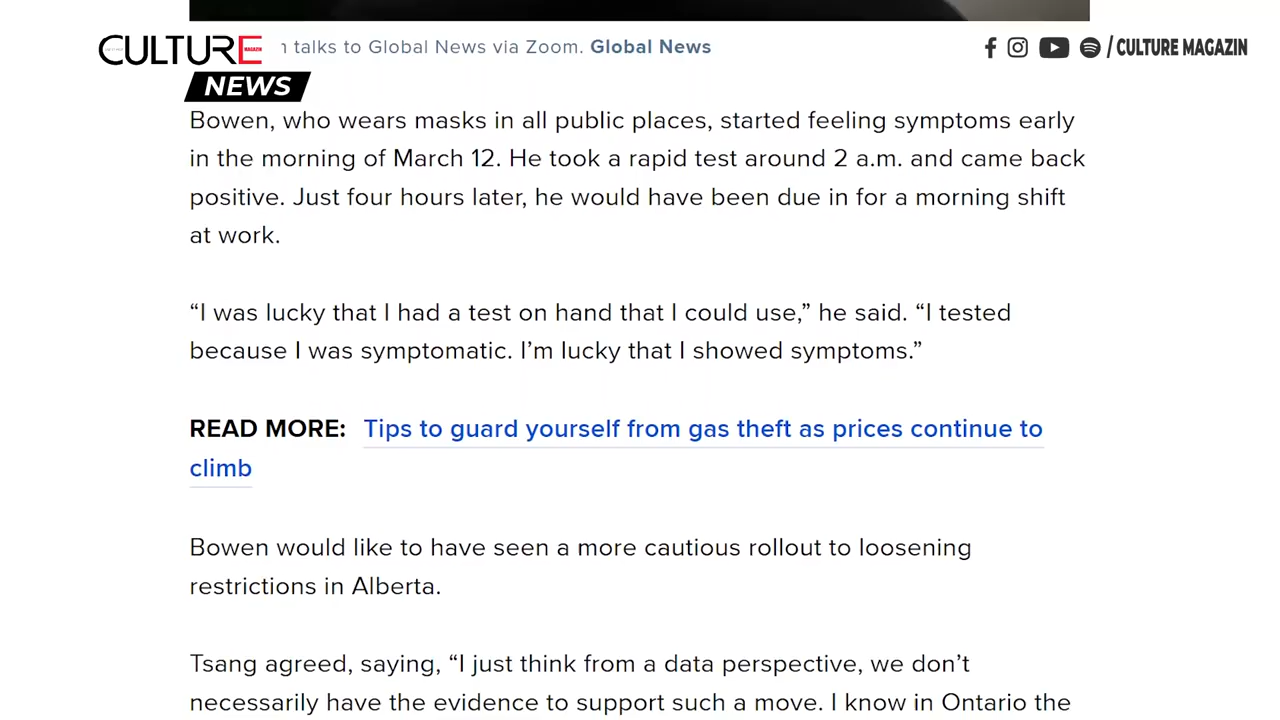 CULTURE
MAGAZIN
NEWS
talks to Global News via Zoom. Global News
/ CULTURE MAGAZIN
Bowen, who wears masks in all public places, started feeling symptoms early
in the morning of March 12. He took a rapid test around 2 a.m. and came back
positive. Just four hours later, he would have been due in for a morning shift
at work.
“I was lucky that I had a test on hand that I could use,” he said. “I tested
because I was symptomatic. I’m lucky that I showed symptoms.”
READ MORE: Tips to guard yourself from gas theft as prices continue to
climb
Bowen would like to have seen a more cautious rollout to loosening
restrictions in Alberta.
Tsang agreed, saying, “I just think from a data perspective, we don’t
necessarily have the evidence to support such a move. I know in Ontario the